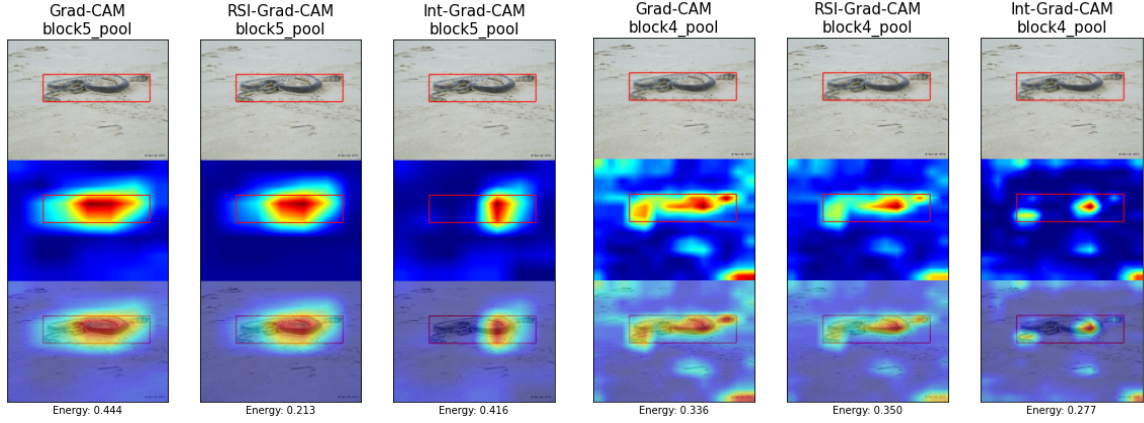 Grad-CAM
block5_pool
RSI-Grad-CAM
block5_pool
Int-Grad-CAM
block5_pool
Grad-CAM
block4_pool
RSI-Grad-CAM
block4_pool
Int-Grad-CAM
block4_pool
Energy: 0.444
Energy: 0.213
Energy: 0.416
Energy: 0.336
Energy: 0.350
Energy: 0.277